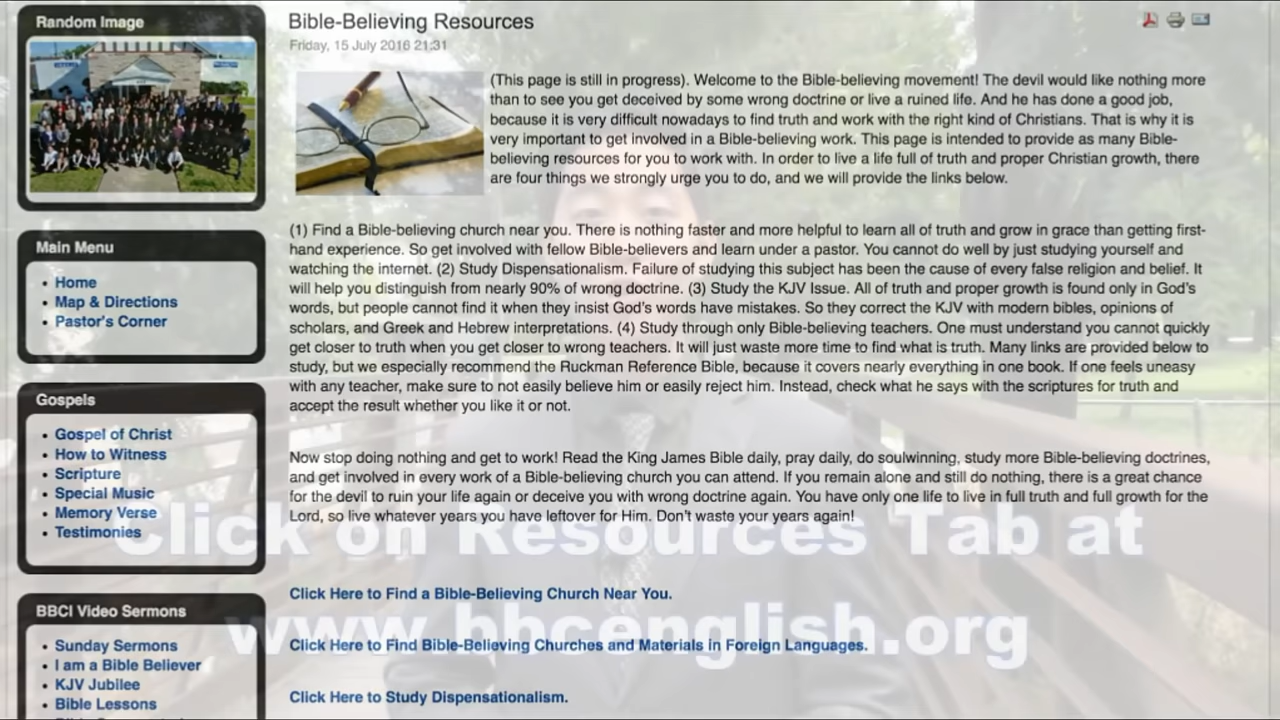 Random Image
Main Menu
Home
Map & Directions
Pastor's Corner
Gospels
Gospel of Christ
How to Witness
Scripture
Special Music
Memory Verse
Testimonies
BBCI Video Sermons
Sunday Sermons
I am a Bible Believer
KJV Jubilee
Bible Lessons
Bible-Believing Resources
Friday, 15 July 2016 21:31
(This page is still in progress). Welcome to the Bible-believing movement! The devil would like nothing more
than to see you get deceived by some wrong doctrine or live a ruined life. And he has done a good job,
because it is very difficult nowadays to find truth and work with the right kind of Christians. That is why it is
very important to get involved in a Bible-believing work. This page is intended to provide as many Bible-
believing resources for you to work with. In order to live a life full of truth and proper Christian growth, there
are four things we strongly urge you to do, and we will provide the links below.
(1) Find a Bible-believing church near you. There is nothing faster and more helpful to learn all of truth and grow in grace than getting first-
hand experience. So get involved with fellow Bible-believers and learn under a pastor. You cannot do well by just studying yourself and
watching the internet. (2) Study Dispensationalism. Failure of studying this subject has been the cause of every false religion and belief. It
will help you distinguish from nearly 90% of wrong doctrine. (3) Study the KJV Issue. All of truth and proper growth is found only in God's
words, but people cannot find it when they insist God's words have mistakes. So they correct the KJV with modern bibles, opinions of
scholars, and Greek and Hebrew interpretations. (4) Study through only Bible-believing teachers. One must understand you cannot quickly
get closer to truth when you get closer to wrong teachers. It will just waste more time to find what is truth. Many links are provided below to
study, but we especially recommend the Ruckman Reference Bible, because it covers nearly everything in one book. If one feels uneasy
with any teacher, make sure to not easily believe him or easily reject him. Instead, check what he says with the scriptures for truth and
accept the result whether you like it or not.
Now stop doing nothing and get to work! Read the King James Bible daily, pray daily, do soulwinning, study more Bible-believing doctrines,
and get involved in every work of a Bible-believing church you can attend. If you remain alone and still do nothing, there is a great chance
for the devil to ruin your life again or deceive you with wrong doctrine again. You have only one life to live in full truth and full growth for the
Lord, so live whatever years you have leftover for Him. Don't waste your years again!
Click on Resources Tab at
www.bbcenglish.org
Click Here to Find a Bible-Believing Church Near You.
Click Here to Find Bible-Believing Churches and Materials in Foreign Languages.
Click Here to Study Dispensationalism.